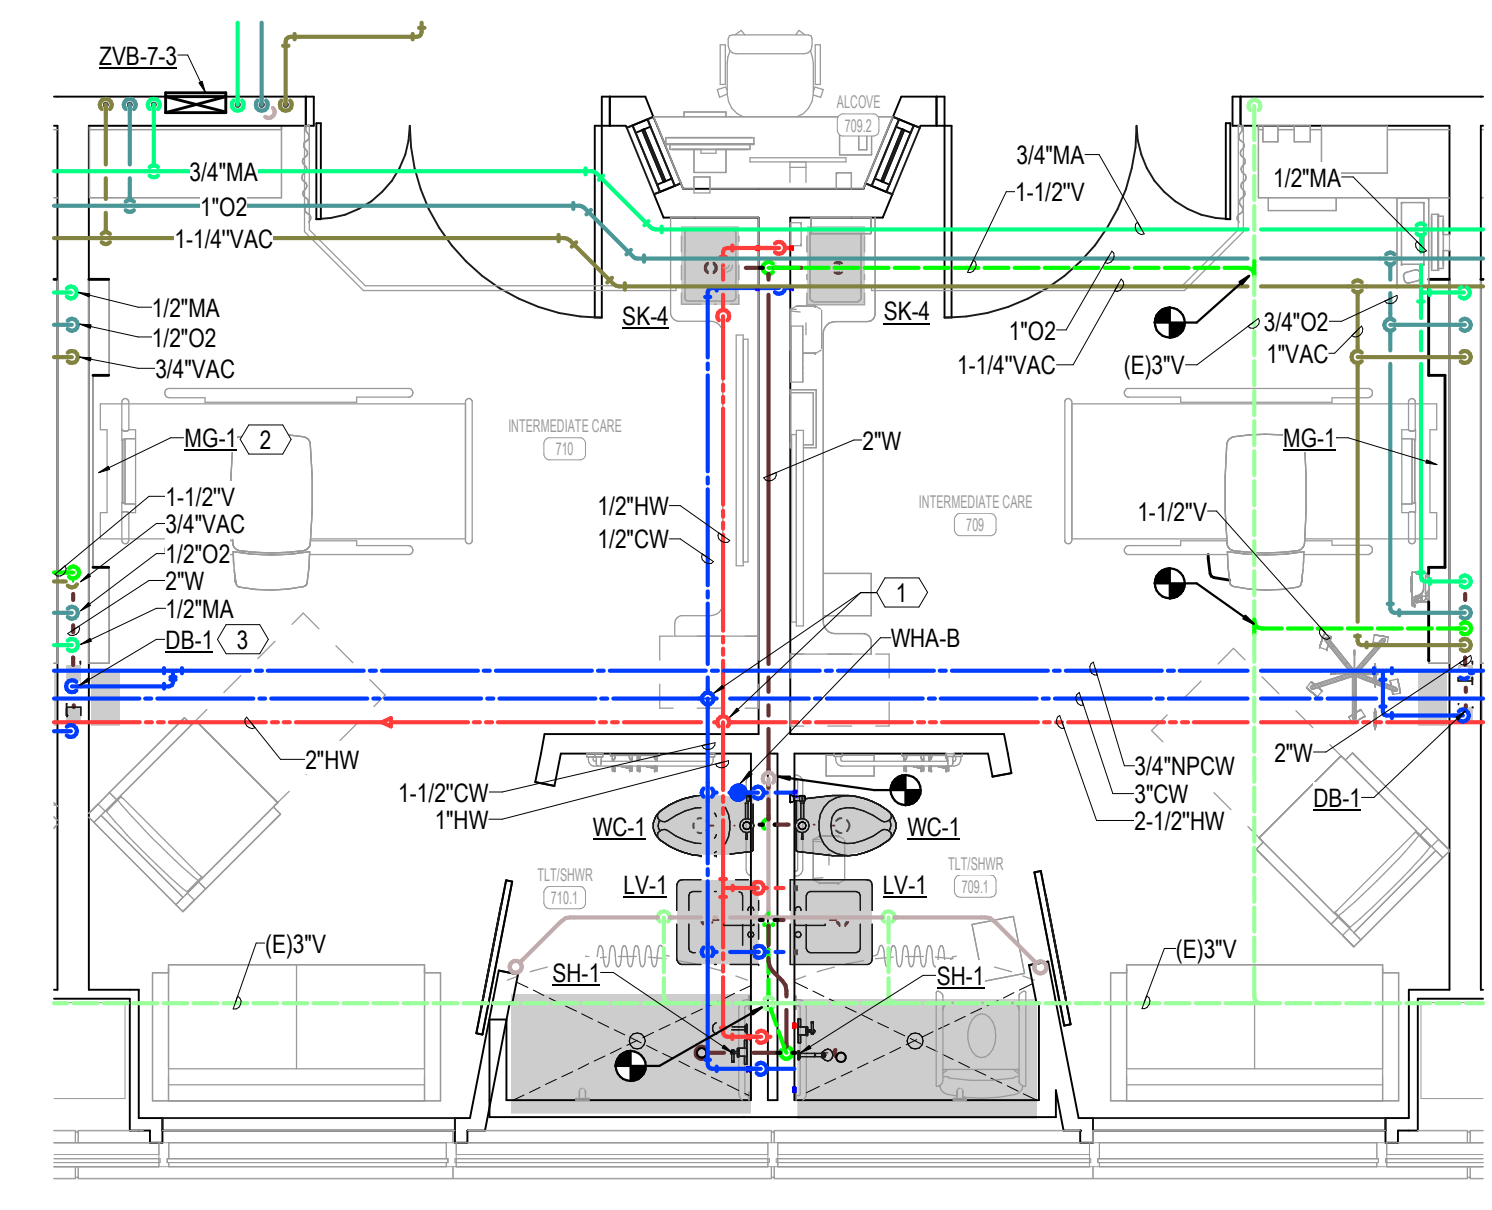 ZVB-7-3
ALCOVE
709.2
3/4"MA
1"O2
1-1/4"VAC
3/4"MA
1-1/2"V
1/2"MA
1/2"MA
1/2"O2
3/4"VAC
SK-4
SK-4
1"O2
1-1/4"VAC
(E)3"V
3/4"O2
1"VAC
MG-1
2
INTERMEDIATE CARE
710
2"W
MG-1
1-1/2"V
3/4"VAC
1/2"O2
2"W
1/2"MA
DB-1
3
1/2"HW
1/2"CW
INTERMEDIATE CARE
709
1-1/2"V
1
WHA-B
2"HW
1-1/2"CW
1"HW
3/4"NPCW
3"CW
2-1/2"HW
2"W
DB-1
WC-1
WC-1
TLT/SHWR
710.1
LV-1
LV-1
TLT/SHWR
709.1
(E)3"V
SH-1
SH-1
(E)3"V